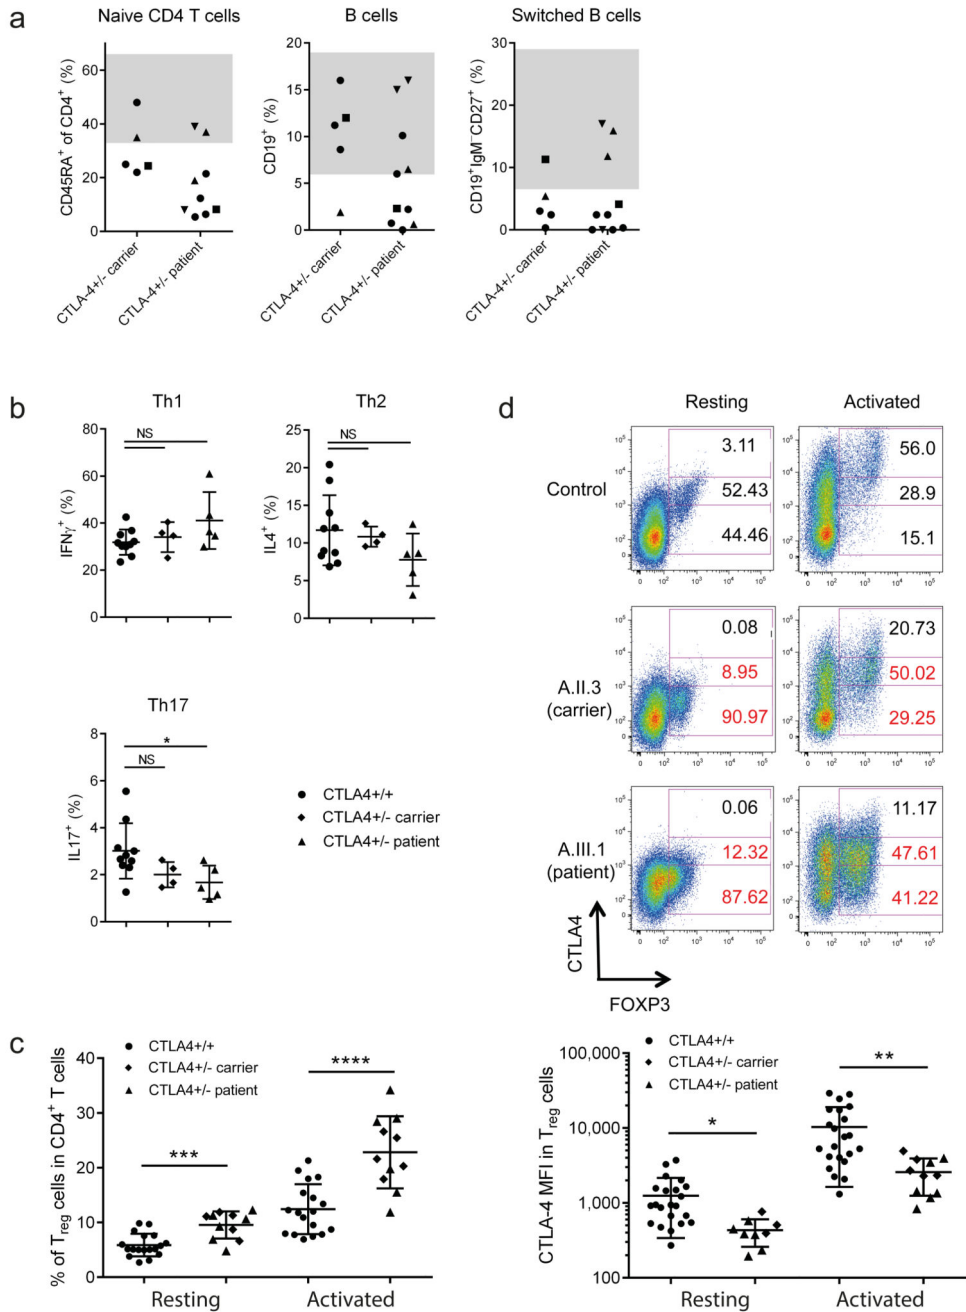 a
Naive CD4 T cells
B cells
Switched B cells
CD45RA⁺ of CD4⁺ (%)
60
40
20
0
CTLA-4+/- carrier
CTLA-4+/- patient
CD19⁺ (%)
20
15
10
5
0
CTLA-4+/- carrier
CTLA-4+/- patient
CD19⁺IgM⁻CD27⁺ (%)
30
20
10
0
CTLA-4+/- carrier
CTLA-4+/- patient
b
Th1
IFNγ⁺ (%)
80
60
40
20
0
NS
Th2
IL4⁺ (%)
25
20
15
10
5
0
NS
Th17
IL17⁺ (%)
8
6
4
2
0
*
NS
CTLA4+/+
CTLA4+/- carrier
CTLA4+/- patient
d
Resting
Activated
Control
3.11
52.43
44.46
56.0
28.9
15.1
A.II.3
(carrier)
0.08
8.95
90.97
20.73
50.02
29.25
A.III.1
(patient)
0.06
12.32
87.62
11.17
47.61
41.22
CTLA4
FOXP3
c
CTLA4+/+
CTLA4+/- carrier
CTLA4+/- patient
% of Treg cells in CD4⁺ T cells
40
30
20
10
0
***
****
Resting
Activated
CTLA4+/+
CTLA4+/- carrier
CTLA4+/- patient
CTLA-4 MFI in Treg cells
100,000
10,000
1,000
100
*
**
Resting
Activated